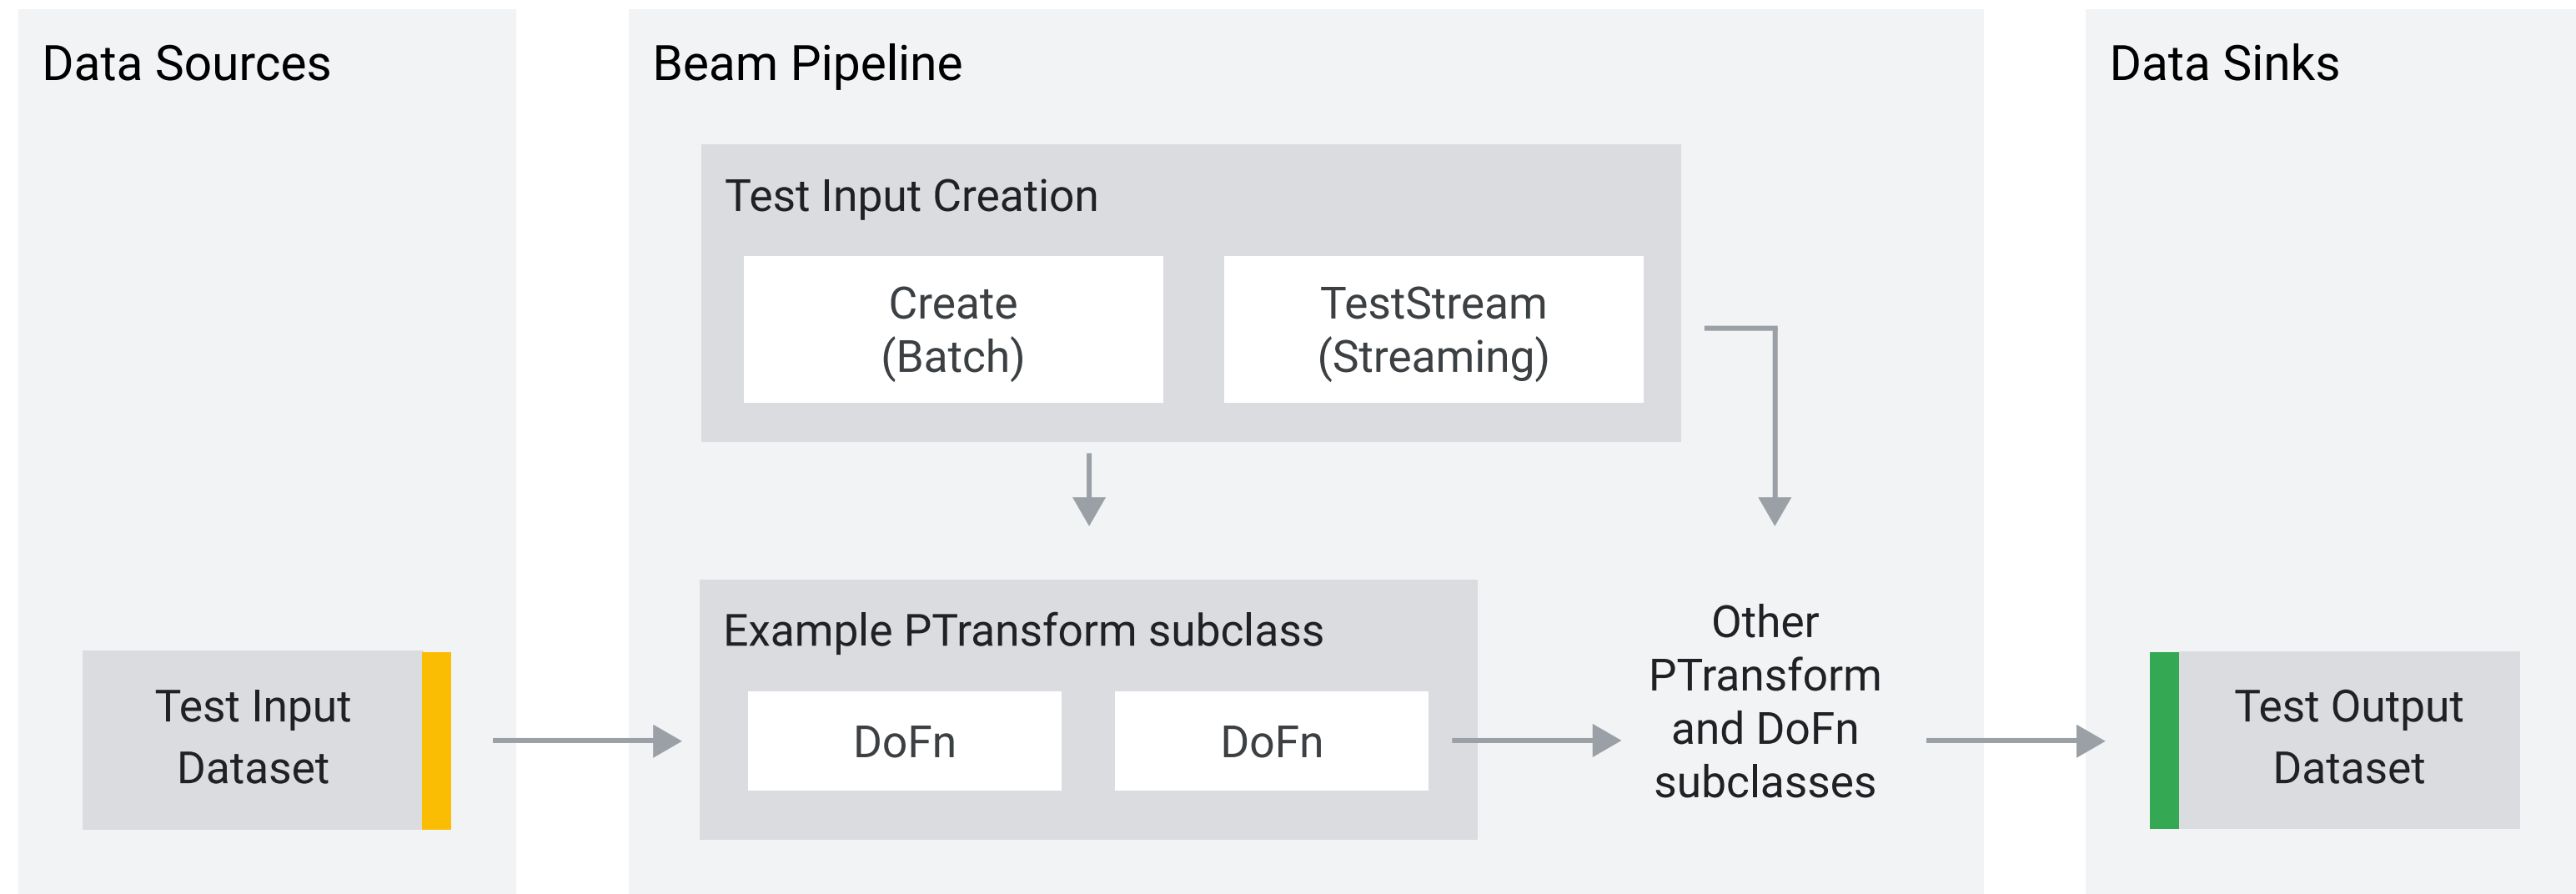 Data Sources
Beam Pipeline
Data Sinks
Test Input Creation
Create
(Batch)
TestStream
(Streaming)
Example PTransform subclass
DoFn
DoFn
Other
PTransform
and DoFn
subclasses
Test Input
Dataset
Test Output
Dataset